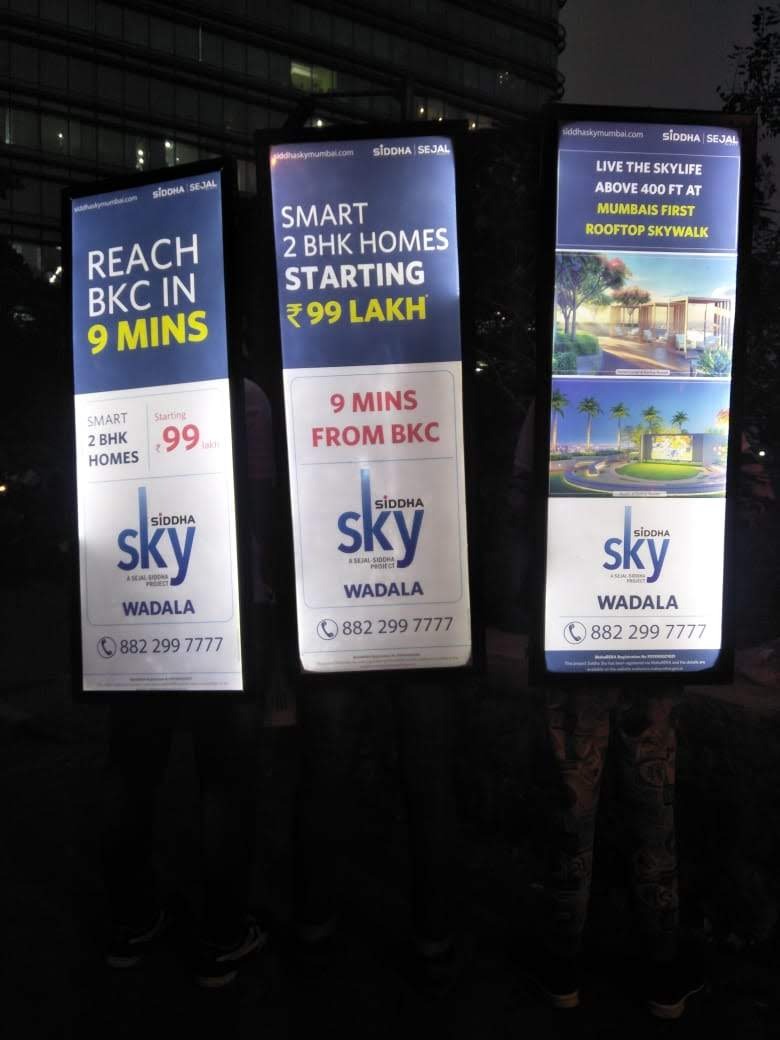 siddhaskymumbai.com SIDDHA | SEJAL
REACH
BKC IN
9 MINS
SMART
2 BHK
HOMES
Starting
₹ 99 lakh
SIDDHA
sky
A SEJAL-SIDDHA
PROJECT
WADALA
882 299 7777
siddhaskymumbai.com SIDDHA | SEJAL
SMART
2 BHK HOMES
STARTING
₹ 99 LAKH*
9 MINS
FROM BKC
SIDDHA
sky
A SEJAL-SIDDHA
PROJECT
WADALA
882 299 7777
siddhaskymumbai.com SIDDHA | SEJAL
LIVE THE SKYLIFE
ABOVE 400 FT AT
MUMBAIS FIRST
ROOFTOP SKYWALK
SIDDHA
sky
A SEJAL-SIDDHA
PROJECT
WADALA
882 299 7777